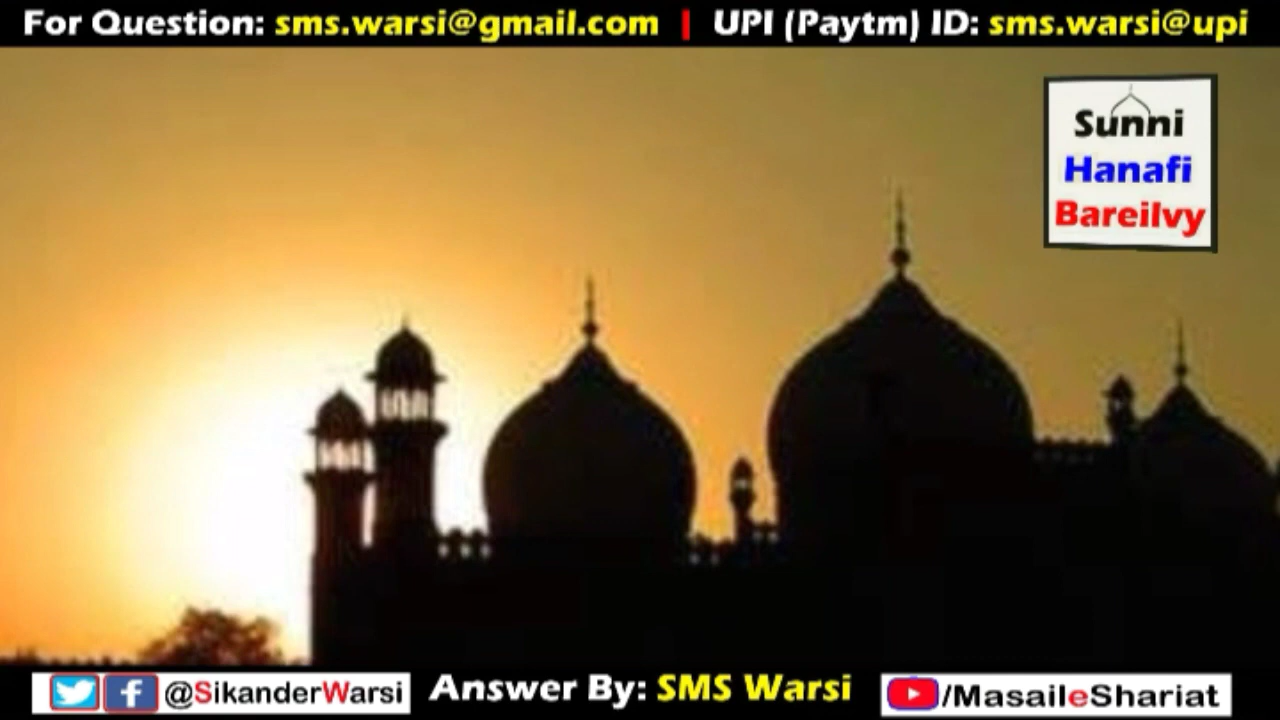 For Question: sms.warsi@gmail.com | UPI (Paytm) ID: sms.warsi@upi
Sunni
Hanafi
Bareilvy
@SikanderWarsi
Answer By: SMS Warsi
/MasaileShariat